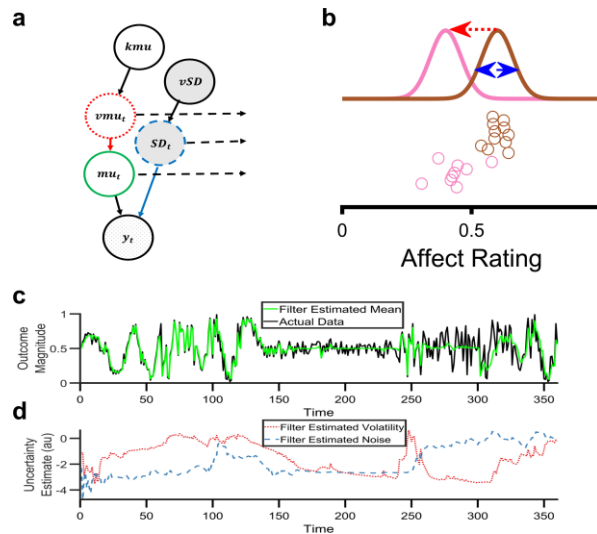 a
kmu
vSD
vmu_t
SD_t
mu_t
y_t
b
0
0.5
Affect Rating
c
Outcome
Magnitude
1
0.5
0
Filter Estimated Mean
Actual Data
0 50 100 150 200 250 300 350
Time
d
Uncertainty
Estimate (au)
0
-2
-4
Filter Estimated Volatility
Filter Estimated Noise
0 50 100 150 200 250 300 350
Time